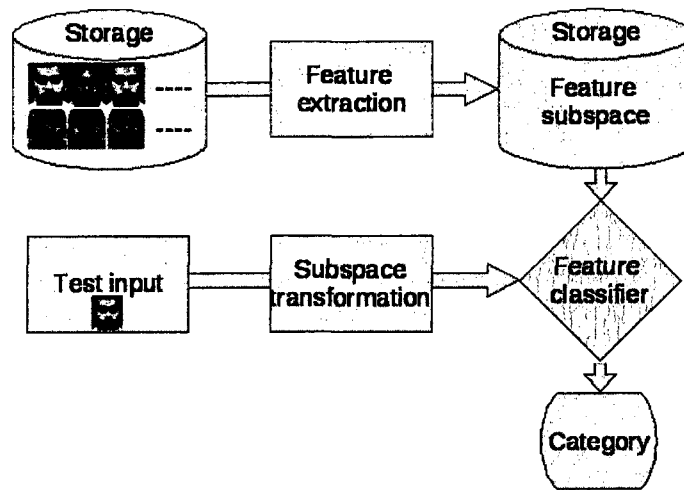 Storage
----
----
Feature
extraction
Storage
Feature
subspace
Test input
Subspace
transformation
Feature
classifier
Category